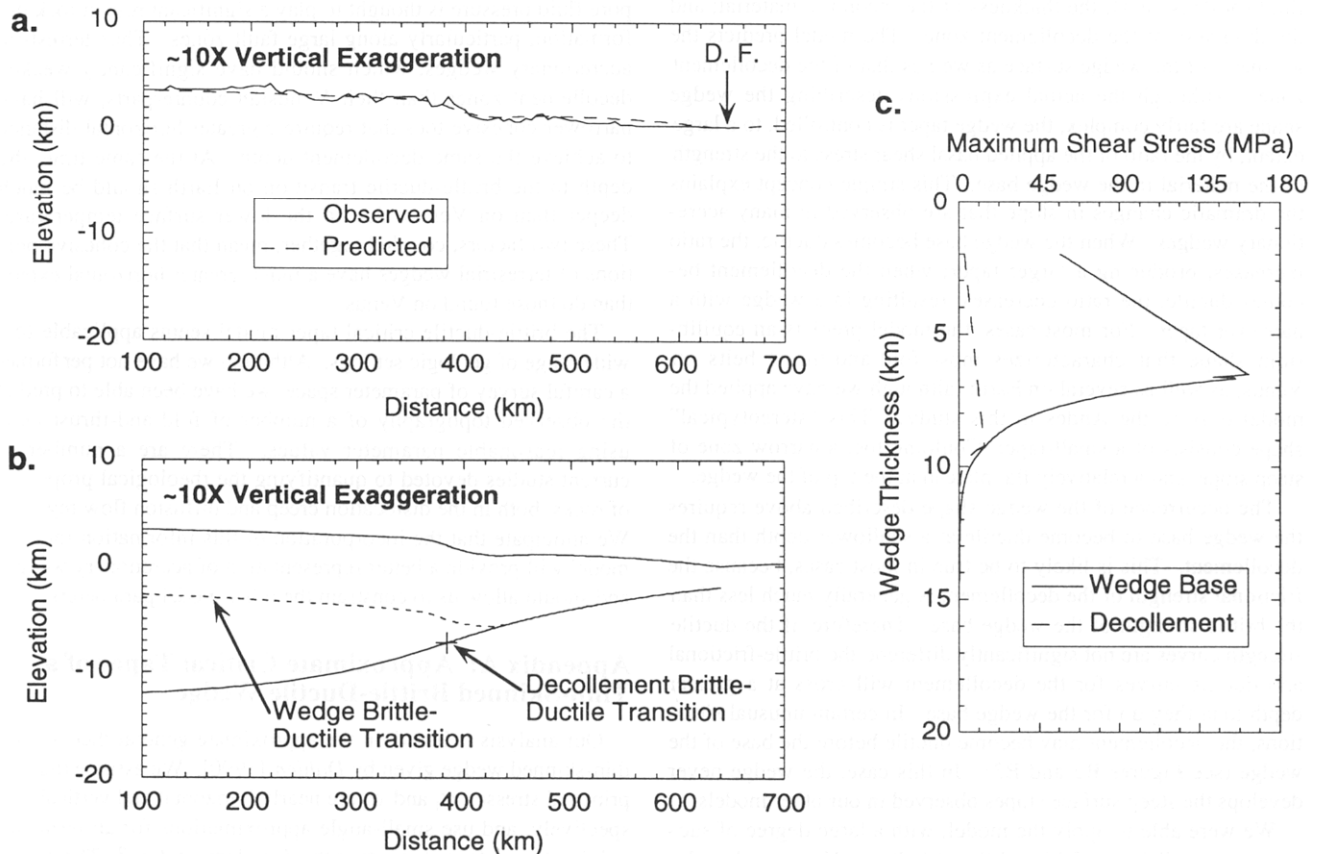 a.
10
0
-10
-20
Elevation (km)
~10X Vertical Exaggeration
D. F.
Observed
Predicted
100 200 300 400 500 600 700
Distance (km)
b.
10
0
-10
-20
Elevation (km)
~10X Vertical Exaggeration
Wedge Brittle-
Ductile Transition
Decollement Brittle-
Ductile Transition
100 200 300 400 500 600 700
Distance (km)
c.
Maximum Shear Stress (MPa)
0 45 90 135 180
0
5
10
15
20
Wedge Thickness (km)
Wedge Base
Decollement